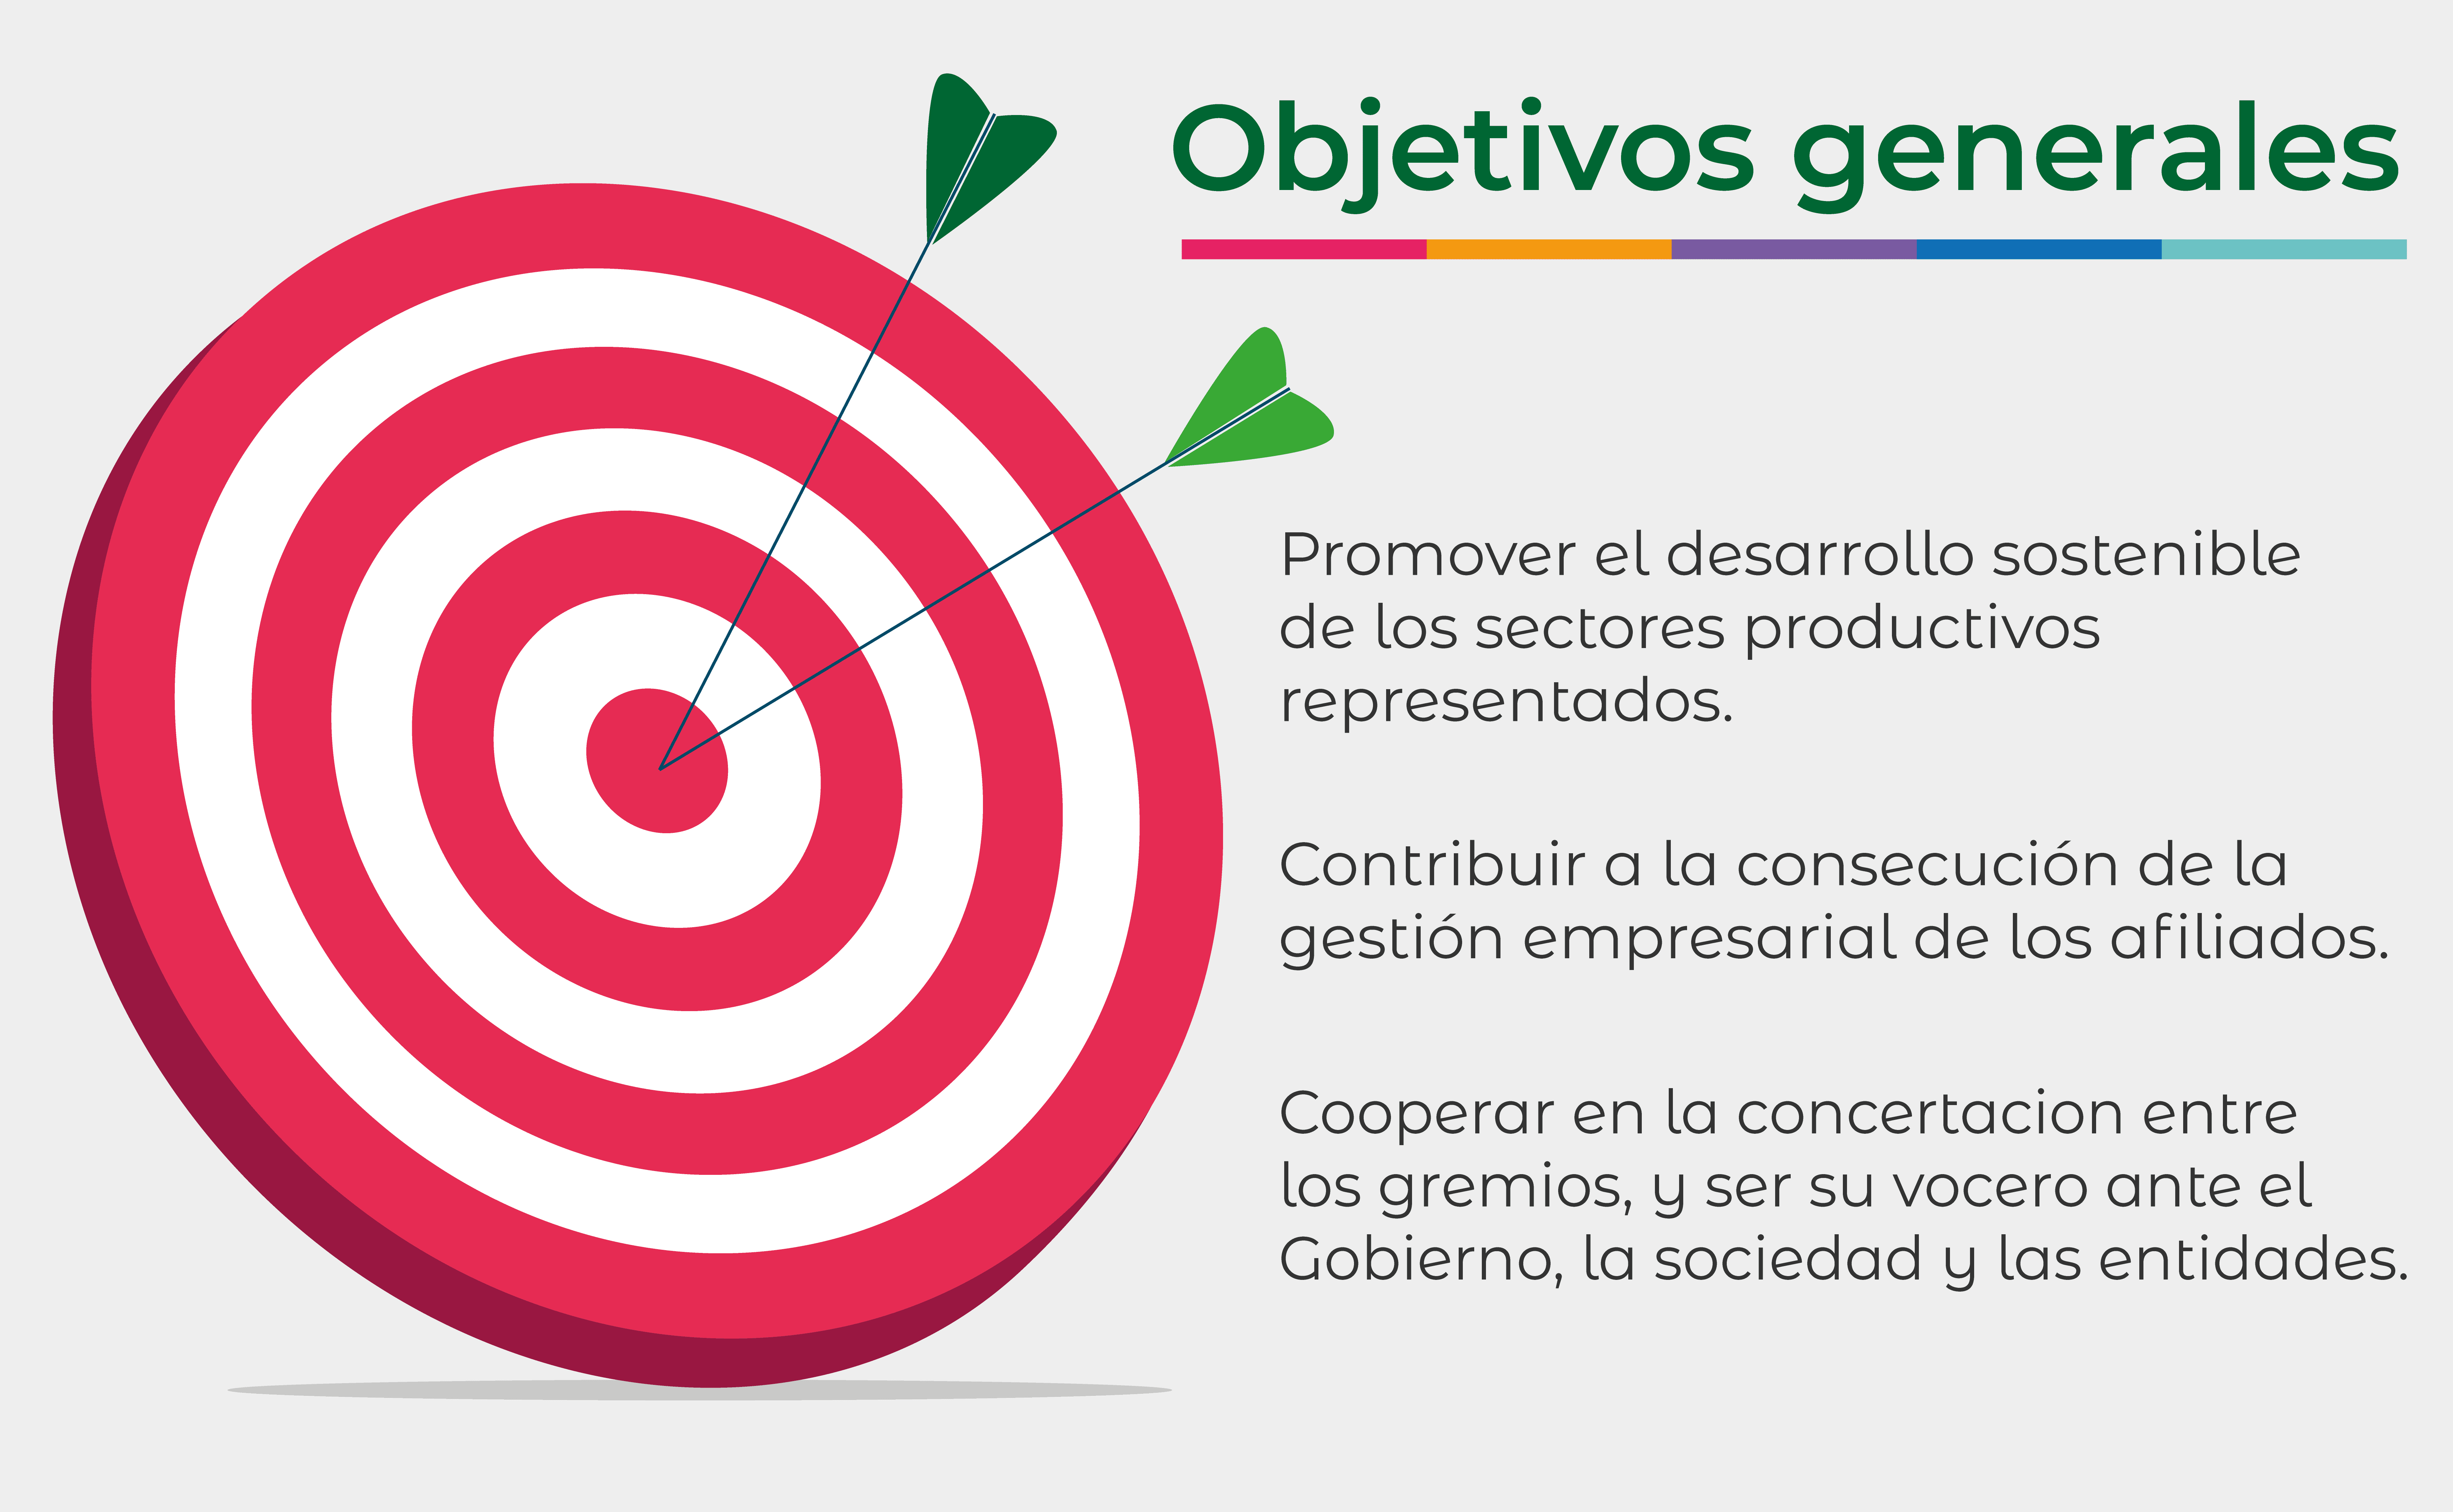 Objetivos generales
Promover el desarrollo sostenible
de los sectores productivos
representados.
Contribuir a la consecución de la
gestión empresarial de los afiliados.
Cooperar en la concertacion entre
los gremios, y ser su vocero ante el
Gobierno, la sociedad y las entidades.